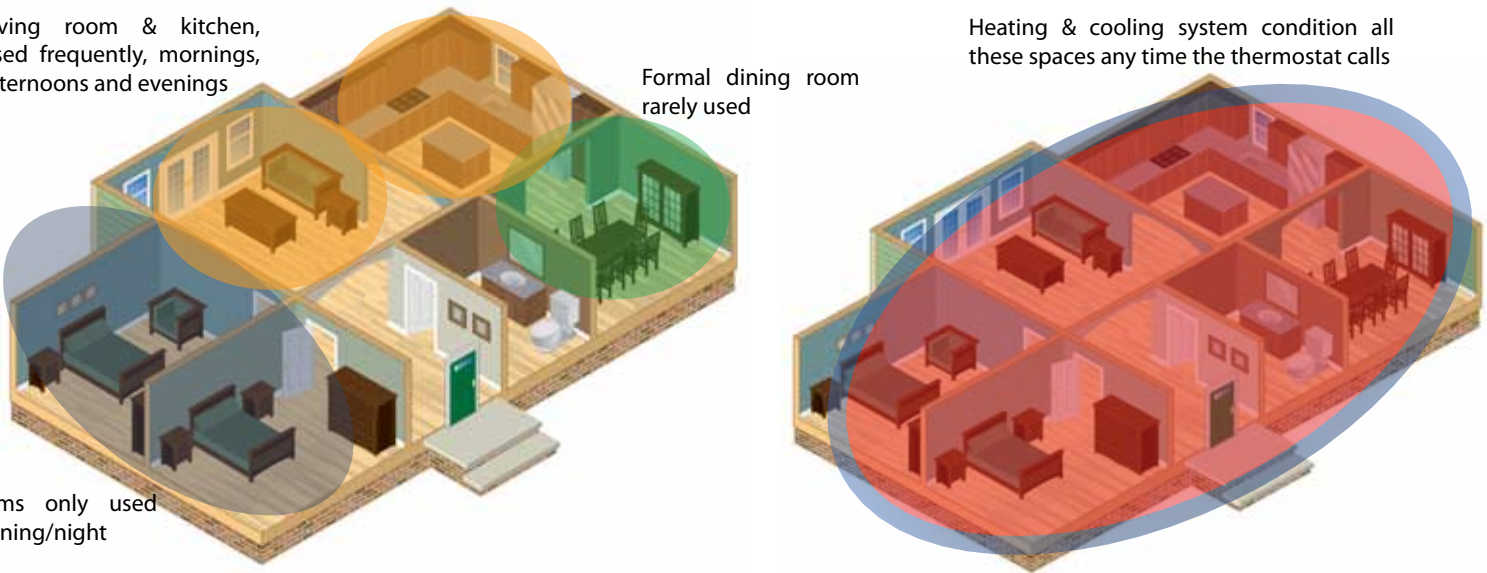 ving room & kitchen,
sed frequently, mornings,
ternoons and evenings
Formal dining room
rarely used
ms only used
ning/night
Heating & cooling system condition all
these spaces any time the thermostat calls